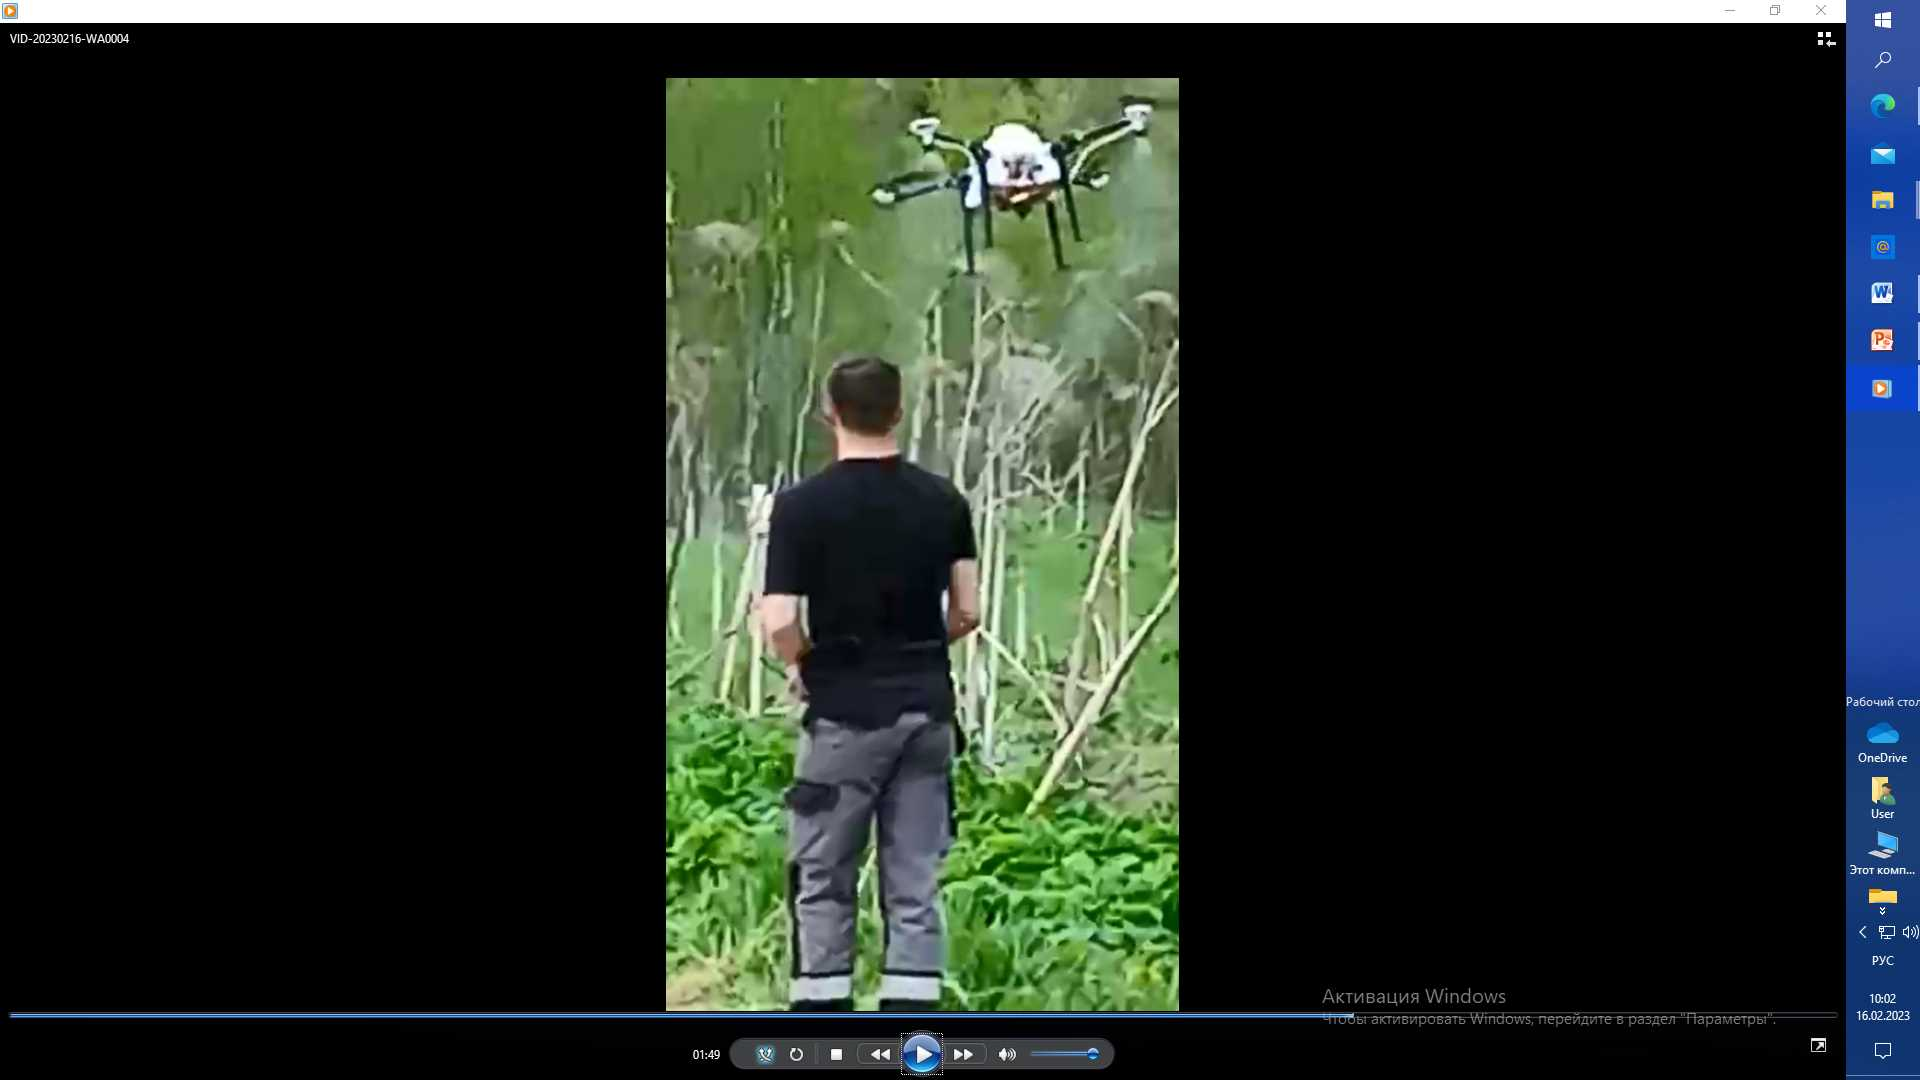 VID-20230216-WA0004
Рабочий стол
OneDrive
User
Этот комп...
РУС
10:02
16.02.2023
Активация Windows
Чтобы активировать Windows, перейдите в раздел "Параметры".
01:49